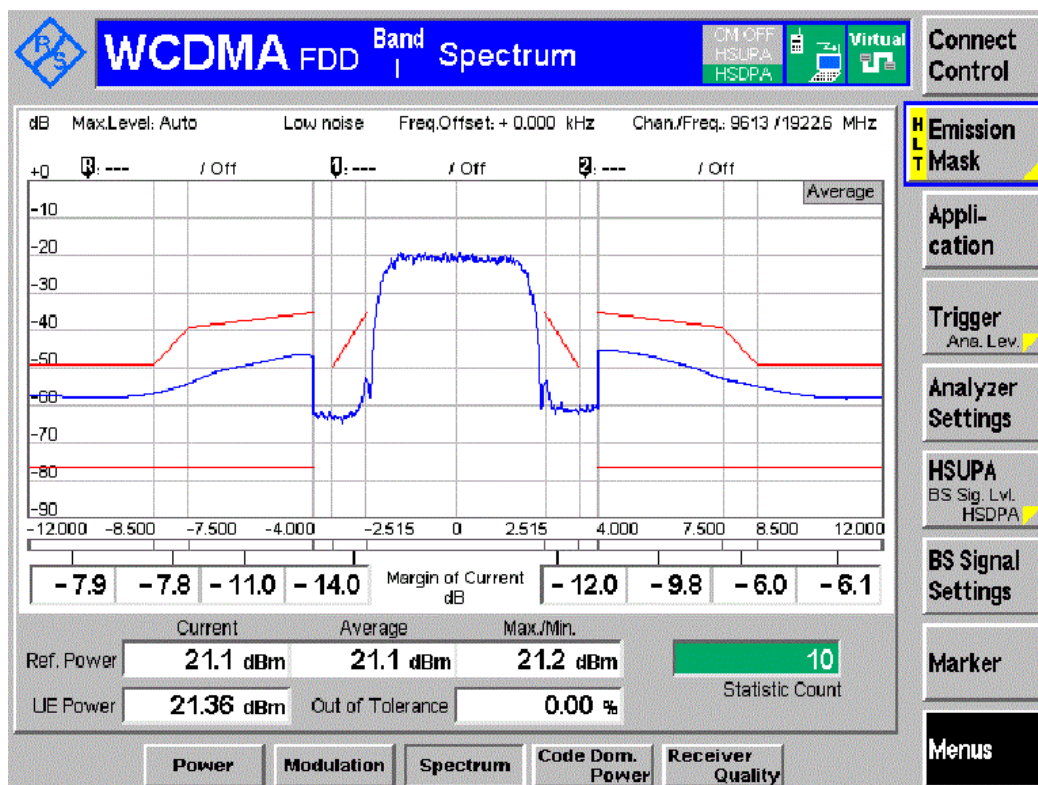 R&S
WCDMA FDD Band I Spectrum
CM OFF
HSUPA
HSDPA
Virtual
Connect Control
dB Max.Level: Auto Low noise Freq.Offset: + 0.000 kHz Chan./Freq.: 9613 / 1922.6 MHz
HLT
Emission Mask
+0 R: --- / Off 1: --- / Off 2: --- / Off
Average
-10
Appli-
cation
-20
-30
Trigger
Ana. Lev.
-40
-50
Analyzer
Settings
-60
-70
HSUPA
BS Sig. Lvl.
HSDPA
-80
-90
-12.000 -8.500 -7.500 -4.000 -2.515 0 2.515 4.000 7.500 8.500 12.000
BS Signal
Settings
- 7.9 - 7.8 - 11.0 - 14.0 Margin of Current dB - 12.0 - 9.8 - 6.0 - 6.1
Current Average Max./Min.
Ref. Power 21.1 dBm 21.1 dBm 21.2 dBm 10
Statistic Count
Marker
UE Power 21.36 dBm Out of Tolerance 0.00 %
Menus
Power Modulation Spectrum Code Dom. Power Receiver Quality